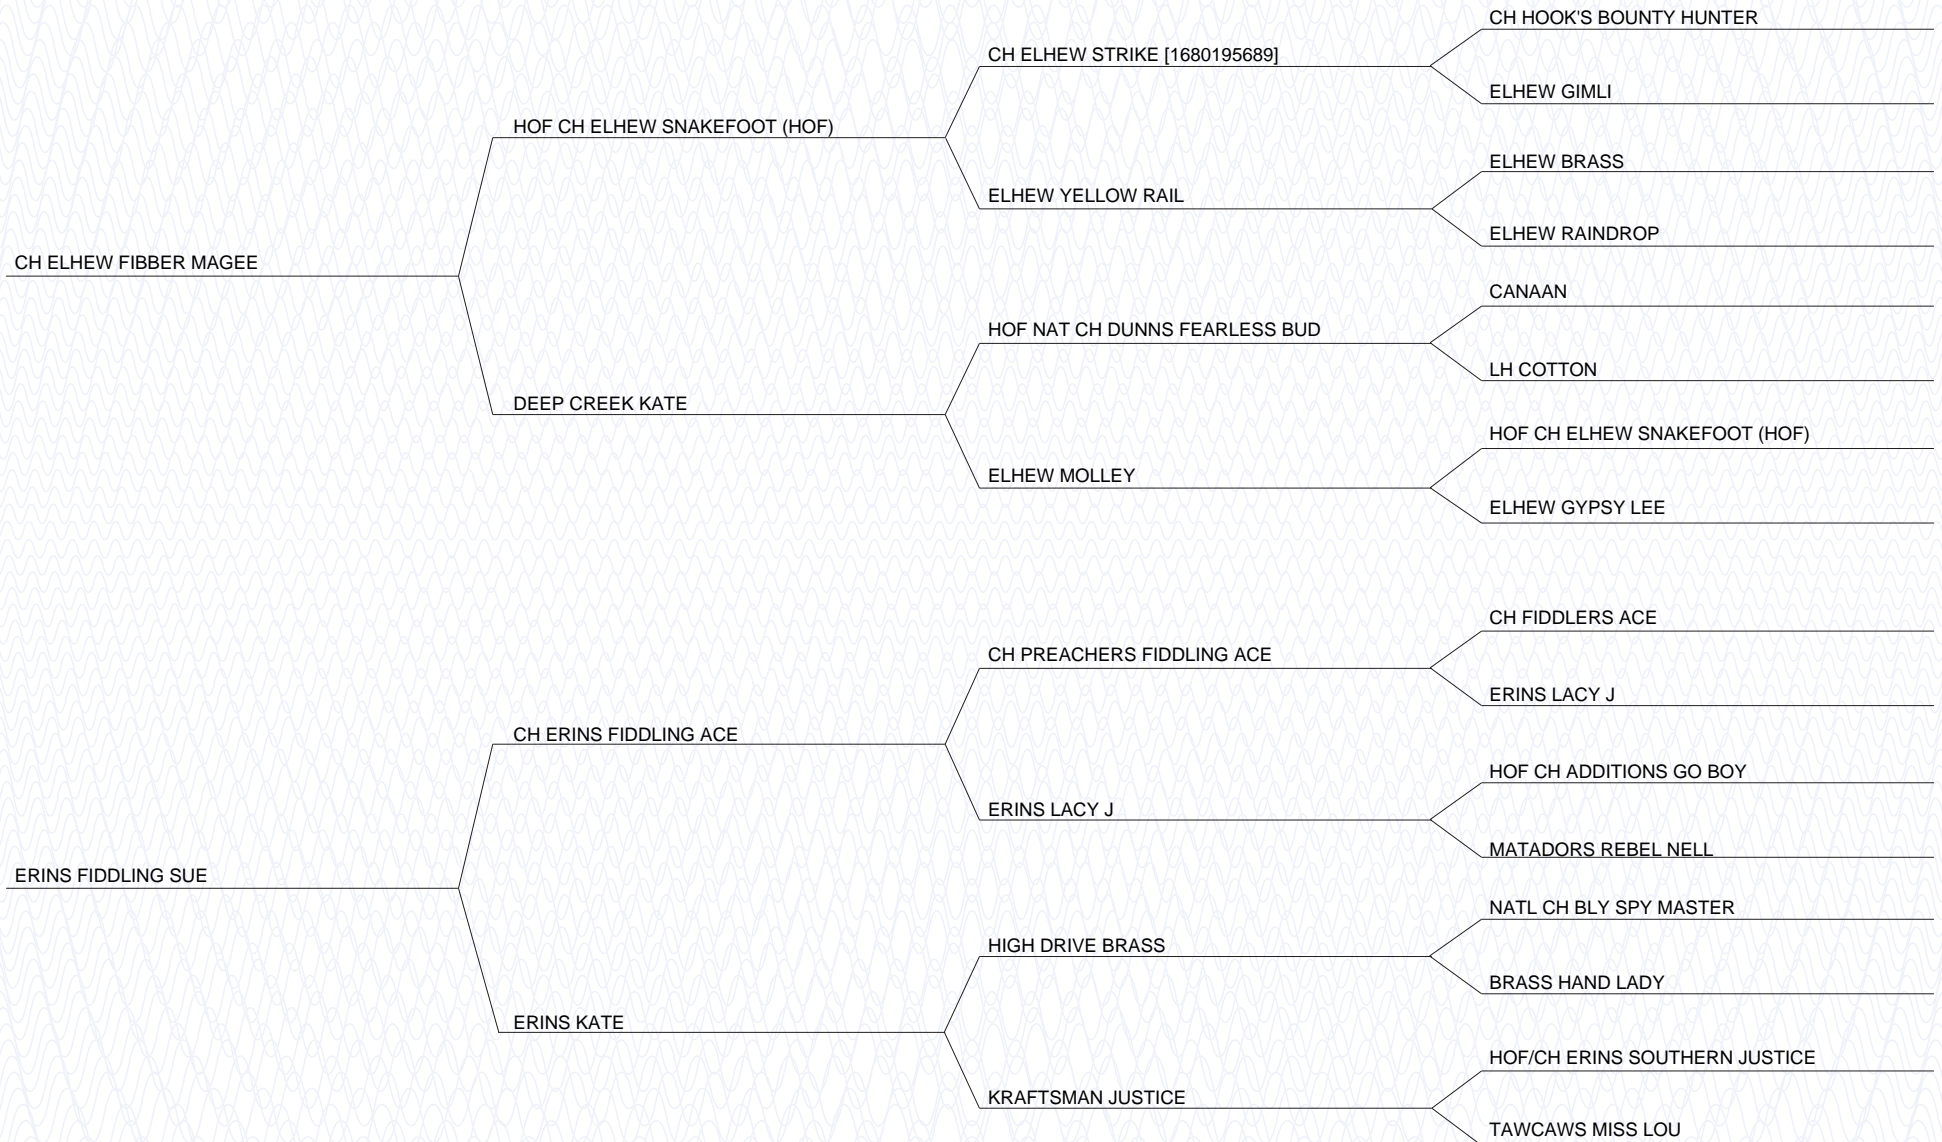 CH HOOK'S BOUNTY HUNTER
CH ELHEW STRIKE [1680195689]
ELHEW GIMLI
HOF CH ELHEW SNAKEFOOT (HOF)
ELHEW BRASS
ELHEW YELLOW RAIL
ELHEW RAINDROP
CH ELHEW FIBBER MAGEE
CANAAN
HOF NAT CH DUNNS FEARLESS BUD
LH COTTON
DEEP CREEK KATE
HOF CH ELHEW SNAKEFOOT (HOF)
ELHEW MOLLEY
ELHEW GYPSY LEE
CH FIDDLERS ACE
CH PREACHERS FIDDLING ACE
ERINS LACY J
CH ERINS FIDDLING ACE
HOF CH ADDITIONS GO BOY
ERINS LACY J
MATADORS REBEL NELL
ERINS FIDDLING SUE
NATL CH BLY SPY MASTER
HIGH DRIVE BRASS
BRASS HAND LADY
ERINS KATE
HOF/CH ERINS SOUTHERN JUSTICE
KRAFTSMAN JUSTICE
TAWCAWS MISS LOU